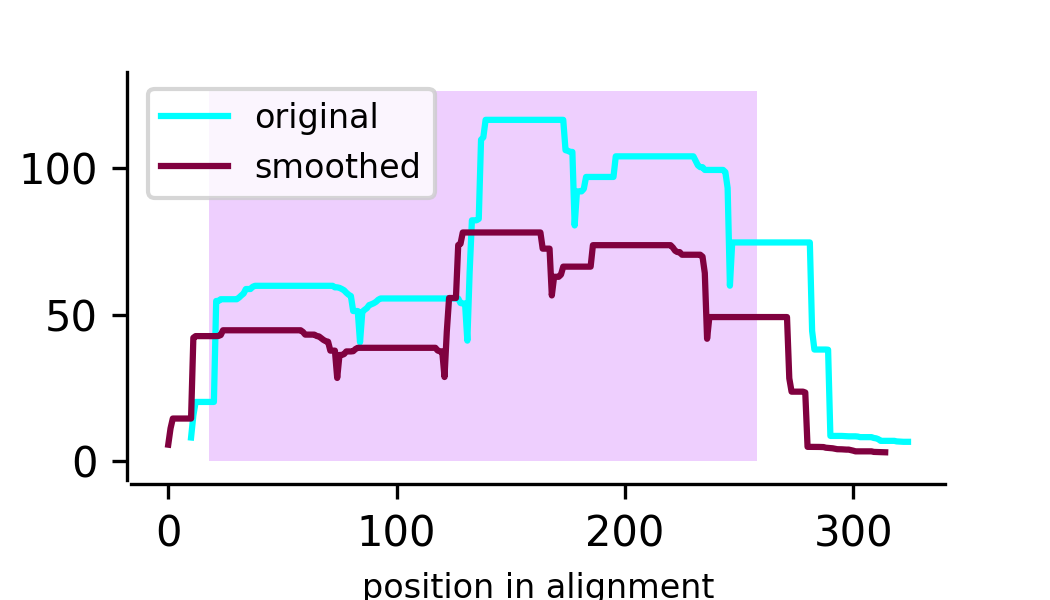 original
smoothed
100
50
0
0 100 200 300
position in alignment